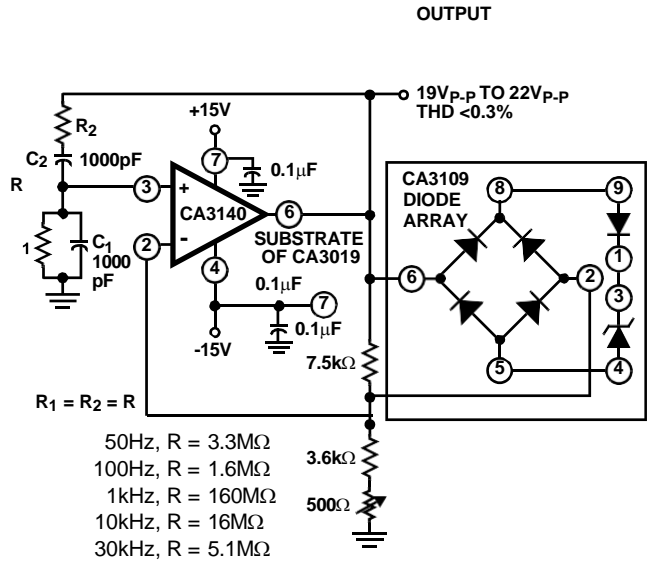 OUTPUT
19VP-P TO 22VP-P
THD <0.3%
+15V
R2
C2 1000pF
7
0.1μF
CA3109
DIODE
ARRAY
8
9
R
3
+
CA3140
6
1
2
-
SUBSTRATE
OF CA3019
6
2
1
3
1
C1
1000
pF
4
0.1μF
7
0.1μF
-15V
5
4
7.5kΩ
R1 = R2 = R
50Hz, R = 3.3MΩ
100Hz, R = 1.6MΩ
1kHz, R = 160MΩ
10kHz, R = 16MΩ
30kHz, R = 5.1MΩ
3.6kΩ
500Ω